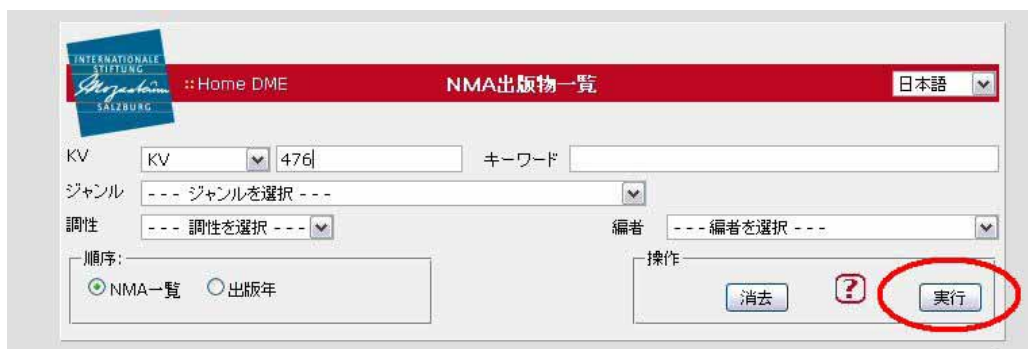 INTERNATIONALE
STIFTUNG
Mozarteum
SALZBURG
::Home DME NMA出版物一覧 日本語
KV KV 476 キーワード
ジャンル - - - ジャンルを選択 - - -
調性 - - - 調性を選択 - - - 編者 - - - 編者を選択 - - -
順序: 操作
NMA一覧 出版年 消去 ? 実行